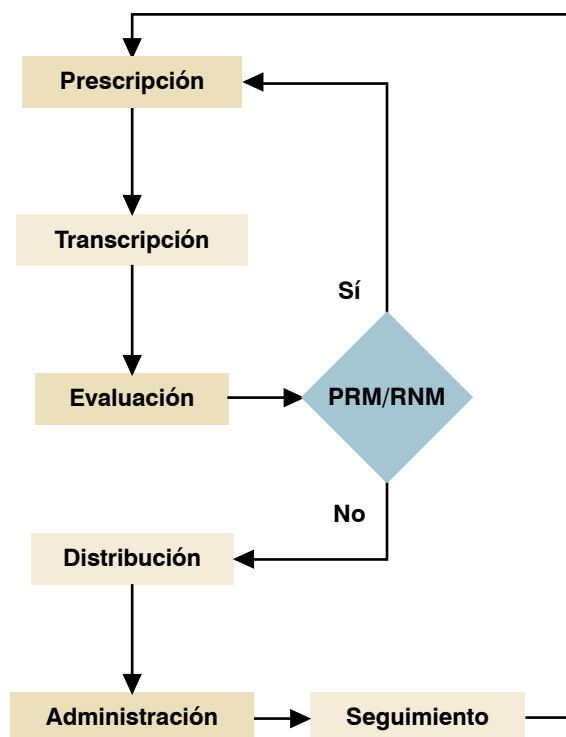 Prescripción
Transcripción
Sí
Evaluación
PRM/RNM
No
Distribución
Administración
Seguimiento